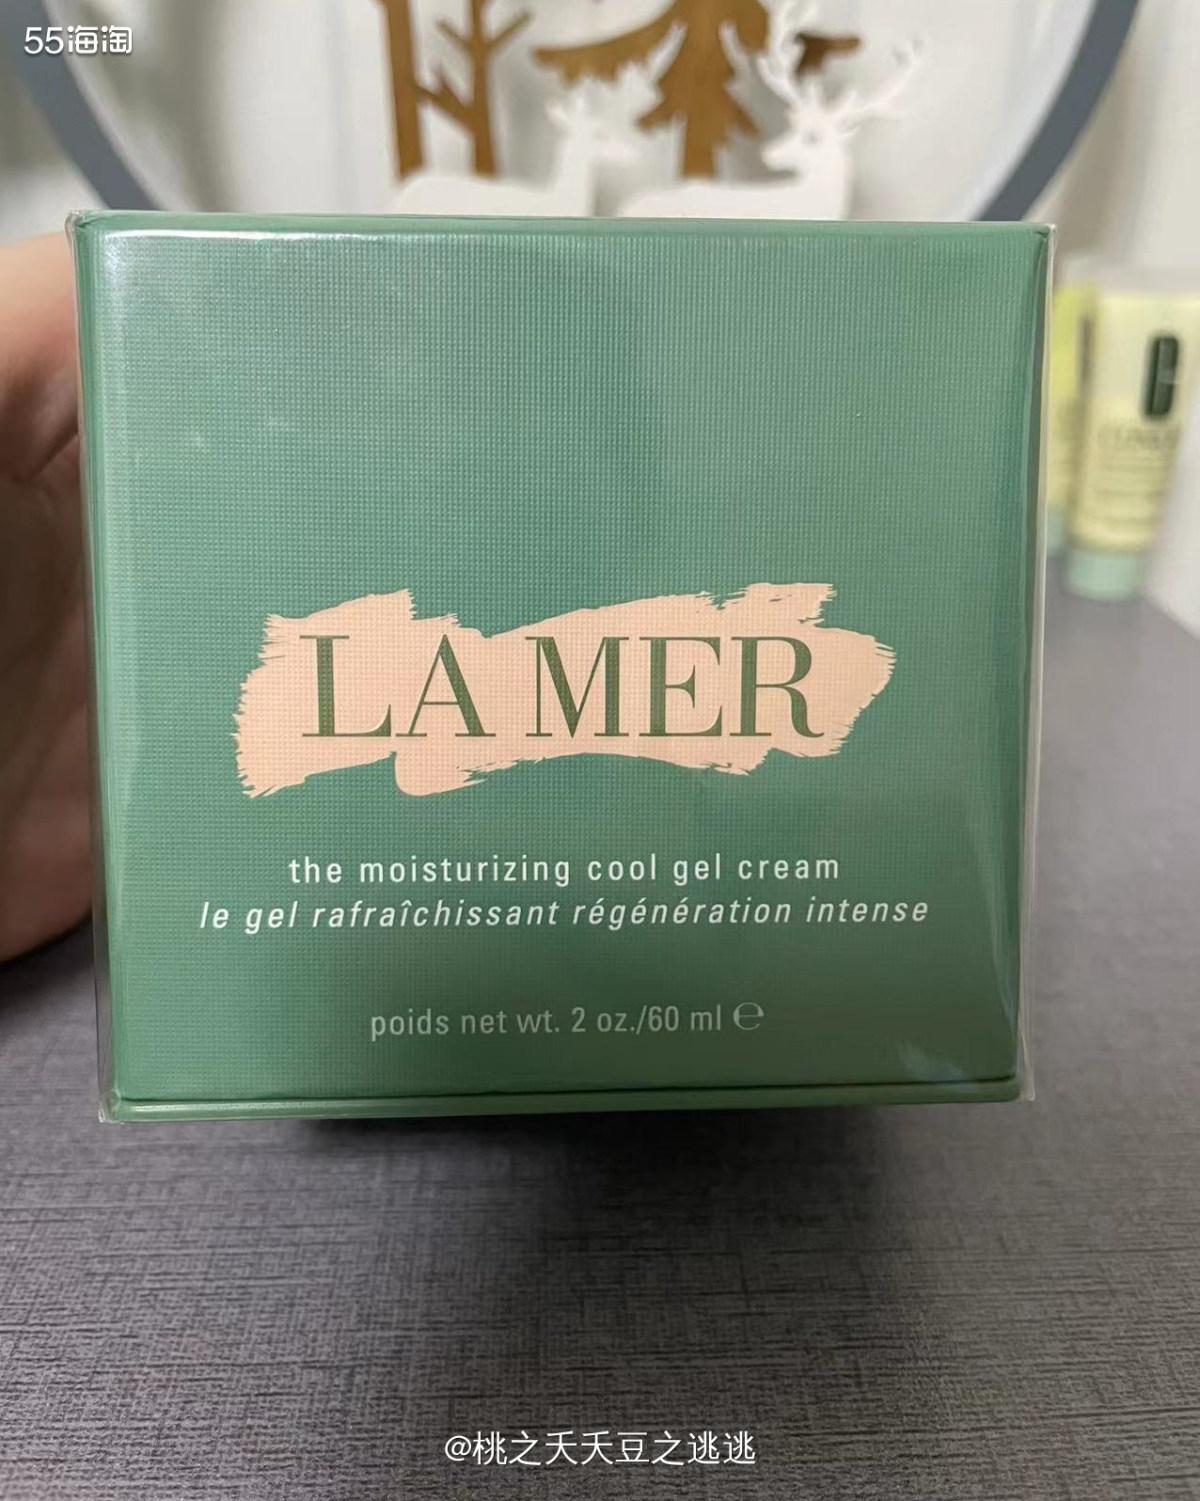 55海淘
LA MER
the moisturizing cool gel cream
le gel rafraîchissant régénération intense
poids net wt. 2 oz./60 ml ℮
@桃之夭夭豆之逃逃